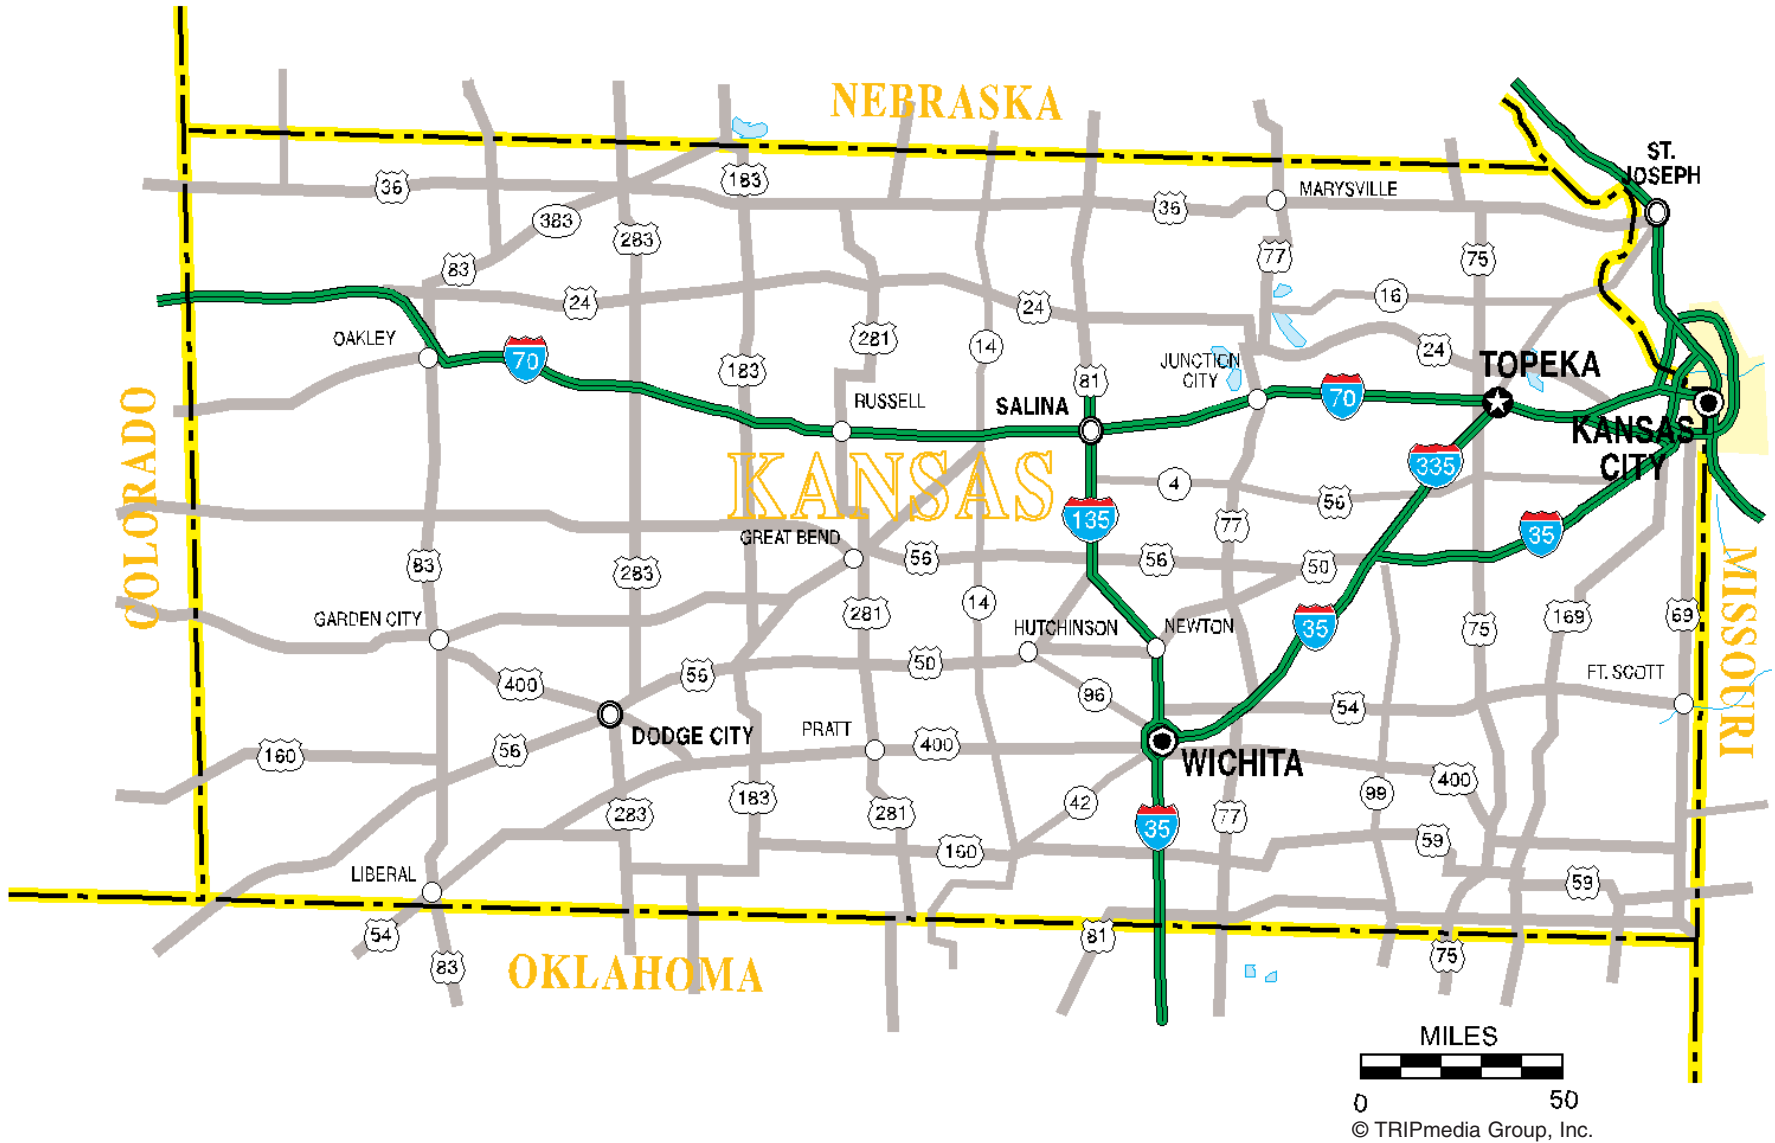 NEBRASKA
ST.
JOSEPH
183
MARYSVILLE
36
36
383
283
77
75
83
24
24
16
OAKLEY
281
14
24
70
183
JUNCTION
CITY
TOPEKA
81
70
RUSSELL
SALINA
KANSAS
CITY
COLORADO
KANSAS
335
4
56
135
77
35
GREAT BEND
56
56
50
83
283
MISSOURI
14
281
169
69
GARDEN CITY
HUTCHINSON
NEWTON
35
75
50
56
FT. SCOTT
400
96
54
DODGE CITY
PRATT
400
56
160
WICHITA
400
183
42
99
283
281
77
35
59
160
LIBERAL
59
54
81
83
75
OKLAHOMA
MILES
0
50
© TRIPmedia Group, Inc.